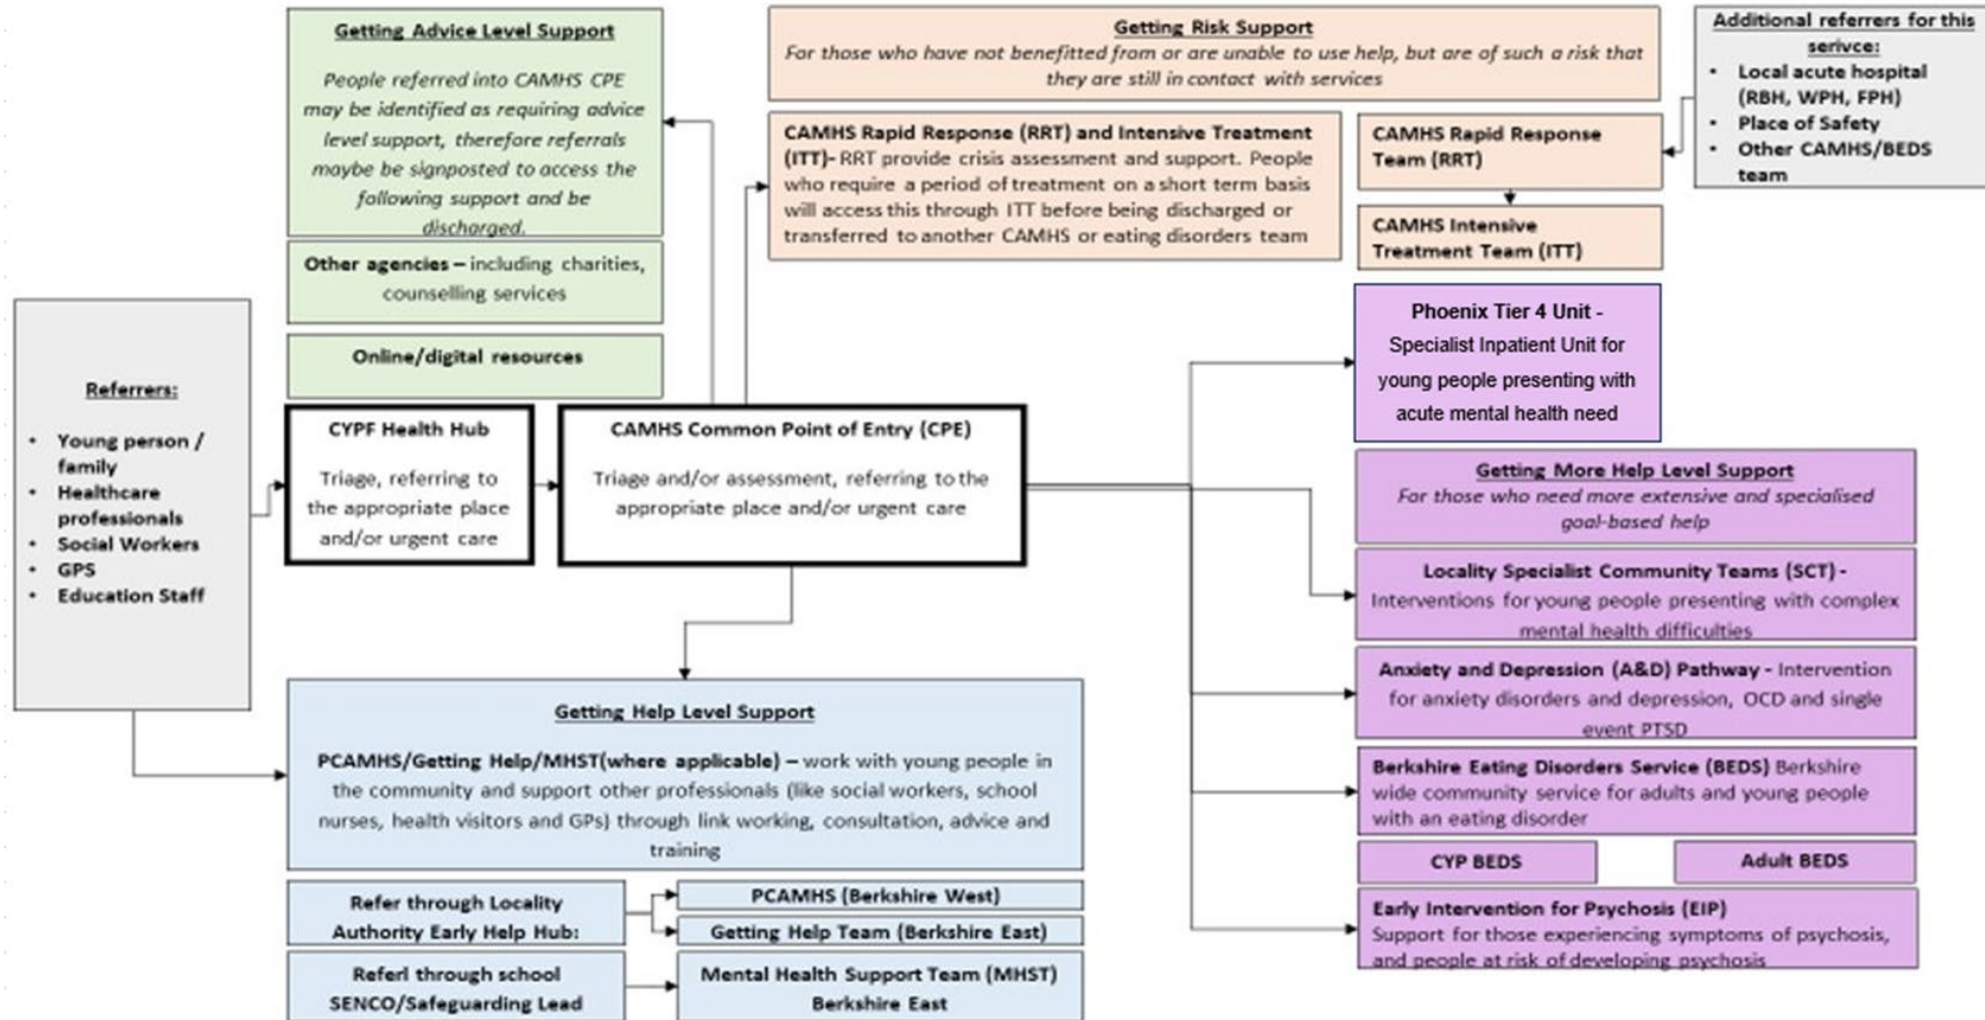 Getting Advice Level Support
People referred into CAMHS CPE
may be identified as requiring advice
level support, therefore referrals
maybe be signposted to access the
following support and be
discharged.
Other agencies – including charities,
counselling services
Online/digital resources
Getting Risk Support
For those who have not benefitted from or are unable to use help, but are of such a risk that
they are still in contact with services
CAMHS Rapid Response (RRT) and Intensive Treatment
(ITT)- RRT provide crisis assessment and support. People
who require a period of treatment on a short term basis
will access this through ITT before being discharged or
transferred to another CAMHS or eating disorders team
CAMHS Rapid Response
Team (RRT)
CAMHS Intensive
Treatment Team (ITT)
Additional referrers for this
serivce:
• Local acute hospital
(RBH, WPH, FPH)
• Place of Safety
• Other CAMHS/BEDS
team
Referrers:
• Young person /
family
• Healthcare
professionals
• Social Workers
• GPS
• Education Staff
CYPF Health Hub
Triage, referring to
the appropriate place
and/or urgent care
CAMHS Common Point of Entry (CPE)
Triage and/or assessment, referring to the
appropriate place and/or urgent care
Phoenix Tier 4 Unit -
Specialist Inpatient Unit for
young people presenting with
acute mental health need
Getting More Help Level Support
For those who need more extensive and specialised
goal-based help
Locality Specialist Community Teams (SCT) -
Interventions for young people presenting with complex
mental health difficulties
Anxiety and Depression (A&D) Pathway - Intervention
for anxiety disorders and depression, OCD and single
event PTSD
Berkshire Eating Disorders Service (BEDS) Berkshire
wide community service for adults and young people
with an eating disorder
CYP BEDS
Adult BEDS
Early Intervention for Psychosis (EIP)
Support for those experiencing symptoms of psychosis,
and people at risk of developing psychosis
Getting Help Level Support
PCAMHS/Getting Help/MHST(where applicable) – work with young people in
the community and support other professionals (like social workers, school
nurses, health visitors and GPs) through link working, consultation, advice and
training
Refer through Locality
Authority Early Help Hub:
PCAMHS (Berkshire West)
Getting Help Team (Berkshire East)
Referl through school
SENCO/Safeguarding Lead
Mental Health Support Team (MHST)
Berkshire East